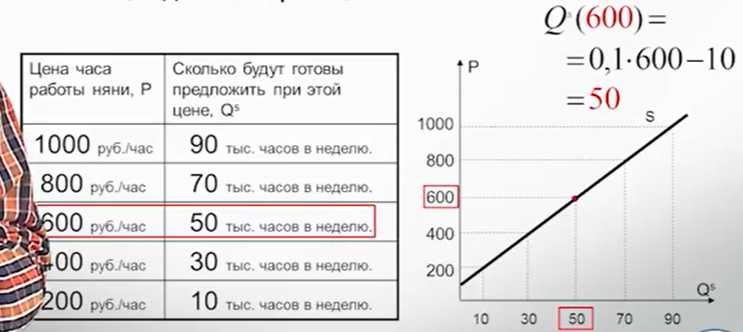 Qˢ(600) =
= 0,1·600 – 10
= 50
Цена часа работы няни, P
Сколько будут готовы предложить при этой цене, Qˢ
1000 руб./час 90 тыс. часов в неделю.
800 руб./час 70 тыс. часов в неделю.
600 руб./час 50 тыс. часов в неделю.
00 руб./час 30 тыс. часов в неделю.
200 руб./час 10 тыс. часов в неделю.
P
1000
800
600
400
200
S
Qˢ
10 30 50 70 90